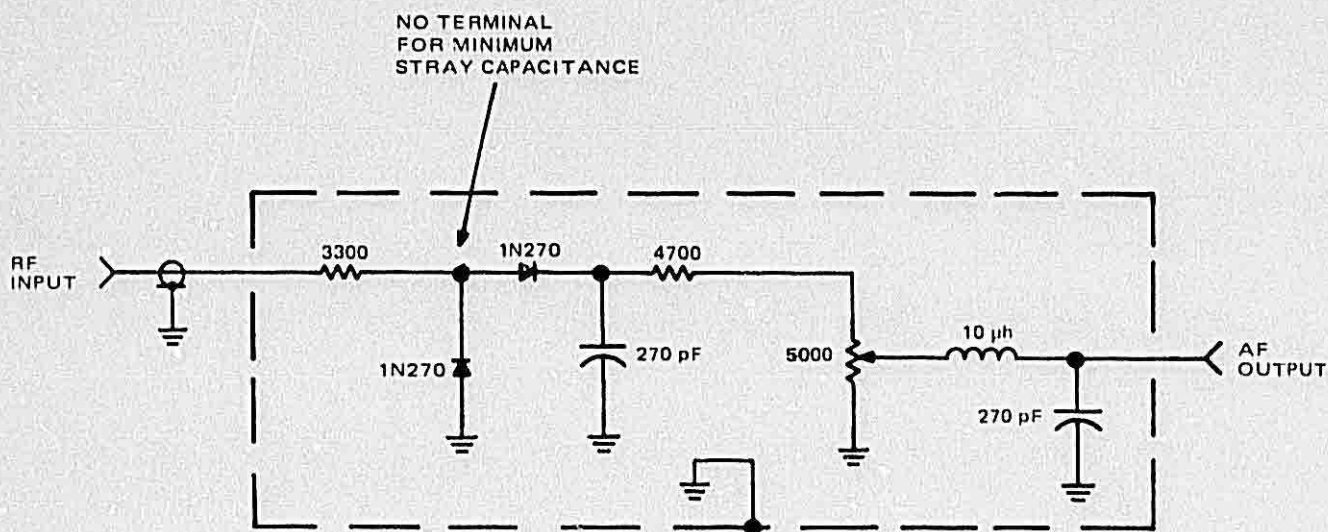 NO TERMINAL
FOR MINIMUM
STRAY CAPACITANCE
RF
INPUT
3300
1N270
4700
1N270
270 pF
5000
10 μh
270 pF
AF
OUTPUT